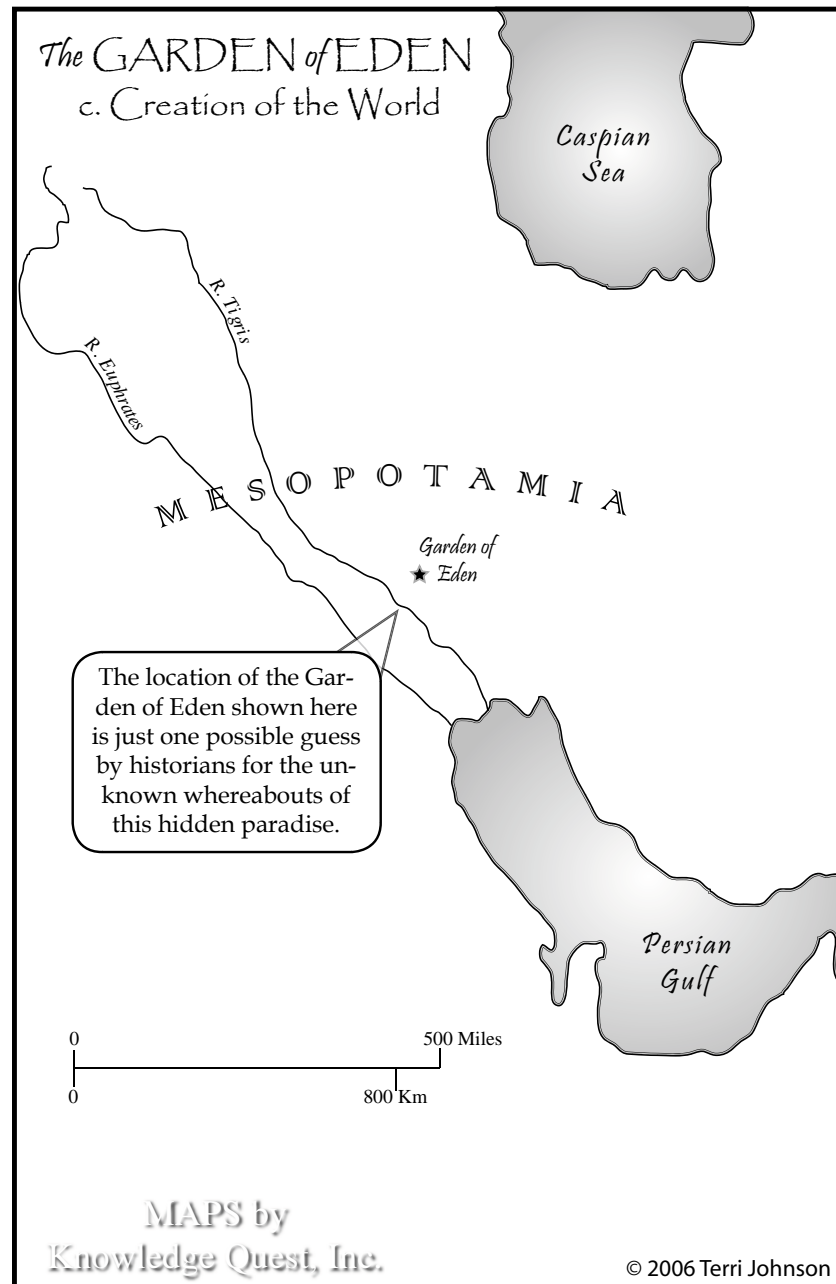 The GARDEN of EDEN
c. Creation of the World
Caspian
Sea
R. Tigris
R. Euphrates
MESOPOTAMIA
Garden of
Eden
The location of the Gar-
den of Eden shown here
is just one possible guess
by historians for the un-
known whereabouts of
this hidden paradise.
Persian
Gulf
0 500 Miles
0 800 Km
MAPS by
Knowledge Quest, Inc.
© 2006 Terri Johnson